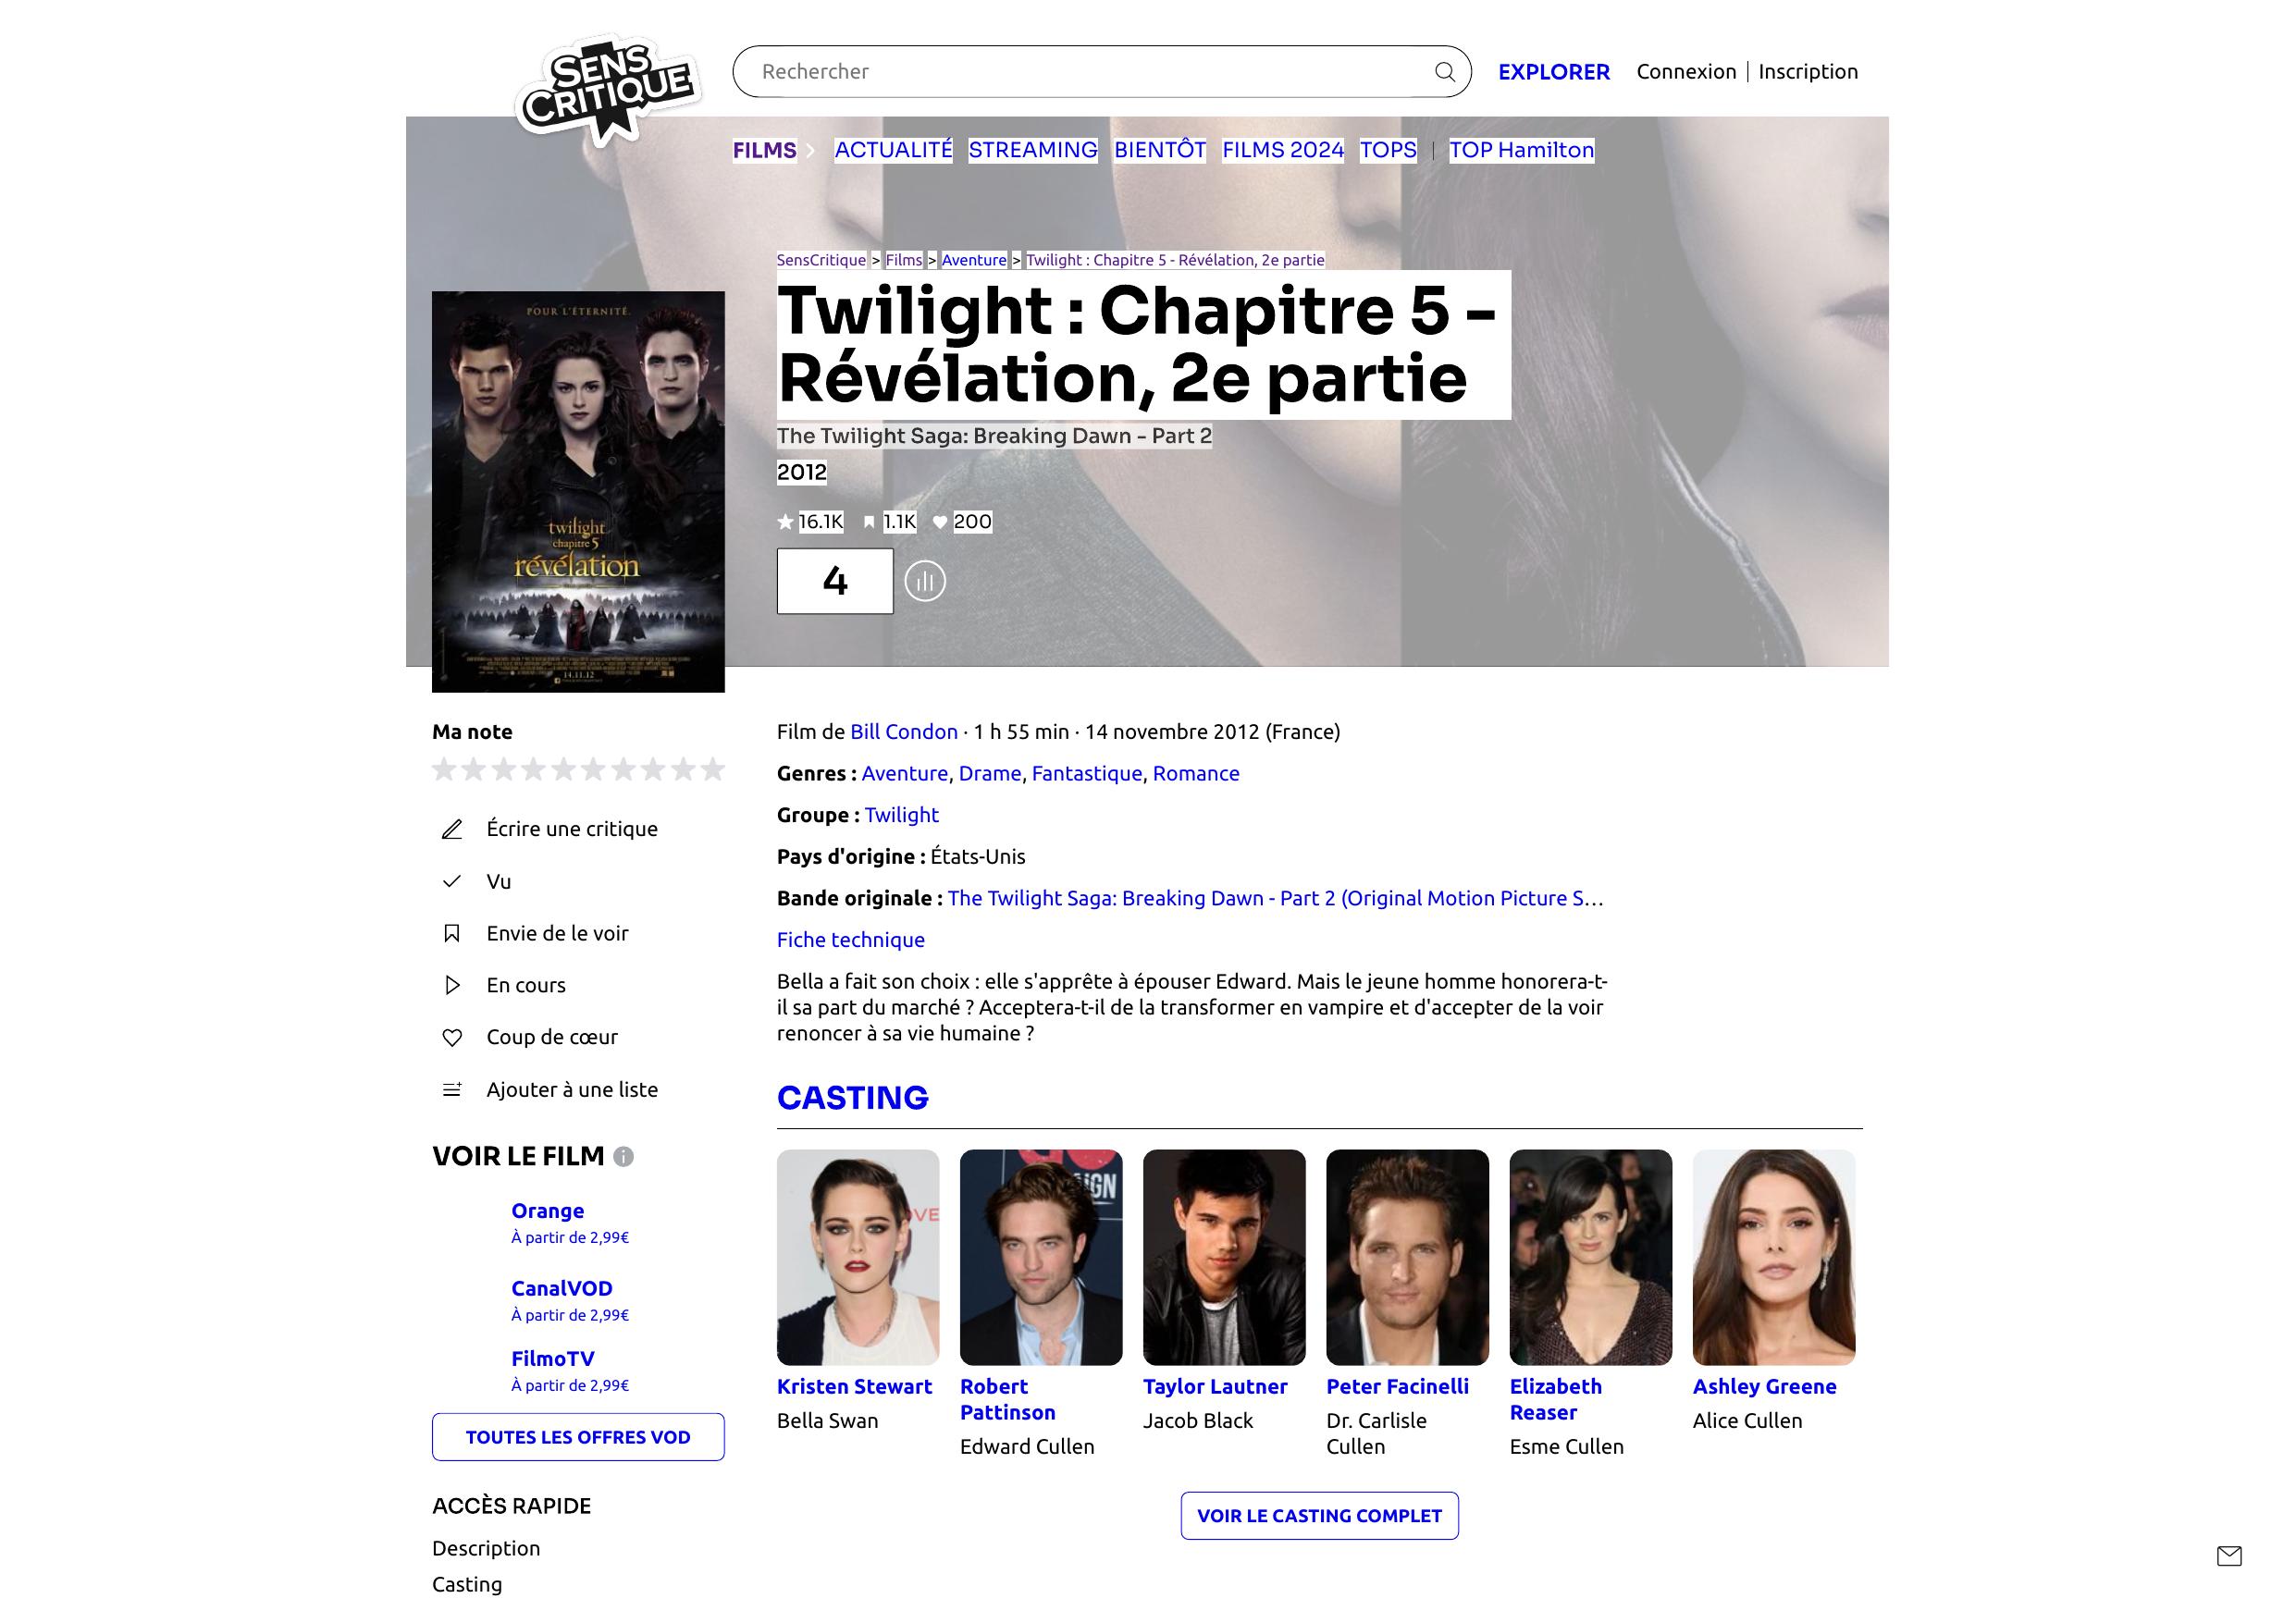 SENS
CRITIQUE
Rechercher
EXPLORER
Connexion | Inscription
FILMS
ACTUALITÉ
STREAMING
BIENTÔT
FILMS 2024
TOPS
|
TOP Hamilton
SensCritique > Films > Aventure > Twilight : Chapitre 5 - Révélation, 2e partie
Twilight : Chapitre 5 -
Révélation, 2e partie
The Twilight Saga: Breaking Dawn - Part 2
2012
16.1K
1.1K
200
4
POUR L'ÉTERNITÉ.
twilight
chapitre 5
révélation
14.11.12
Ma note
Écrire une critique
Vu
Envie de le voir
En cours
Coup de cœur
Ajouter à une liste
VOIR LE FILM
Orange
À partir de 2,99€
CanalVOD
À partir de 2,99€
FilmoTV
À partir de 2,99€
TOUTES LES OFFRES VOD
ACCÈS RAPIDE
Description
Casting
Film de Bill Condon · 1 h 55 min · 14 novembre 2012 (France)
Genres : Aventure, Drame, Fantastique, Romance
Groupe : Twilight
Pays d'origine : États-Unis
Bande originale : The Twilight Saga: Breaking Dawn - Part 2 (Original Motion Picture S…
Fiche technique
Bella a fait son choix : elle s'apprête à épouser Edward. Mais le jeune homme honorera-t-
il sa part du marché ? Acceptera-t-il de la transformer en vampire et d'accepter de la voir
renoncer à sa vie humaine ?
CASTING
OVE
IGN
Kristen Stewart
Bella Swan
Robert
Pattinson
Edward Cullen
Taylor Lautner
Jacob Black
Peter Facinelli
Dr. Carlisle
Cullen
Elizabeth
Reaser
Esme Cullen
Ashley Greene
Alice Cullen
VOIR LE CASTING COMPLET